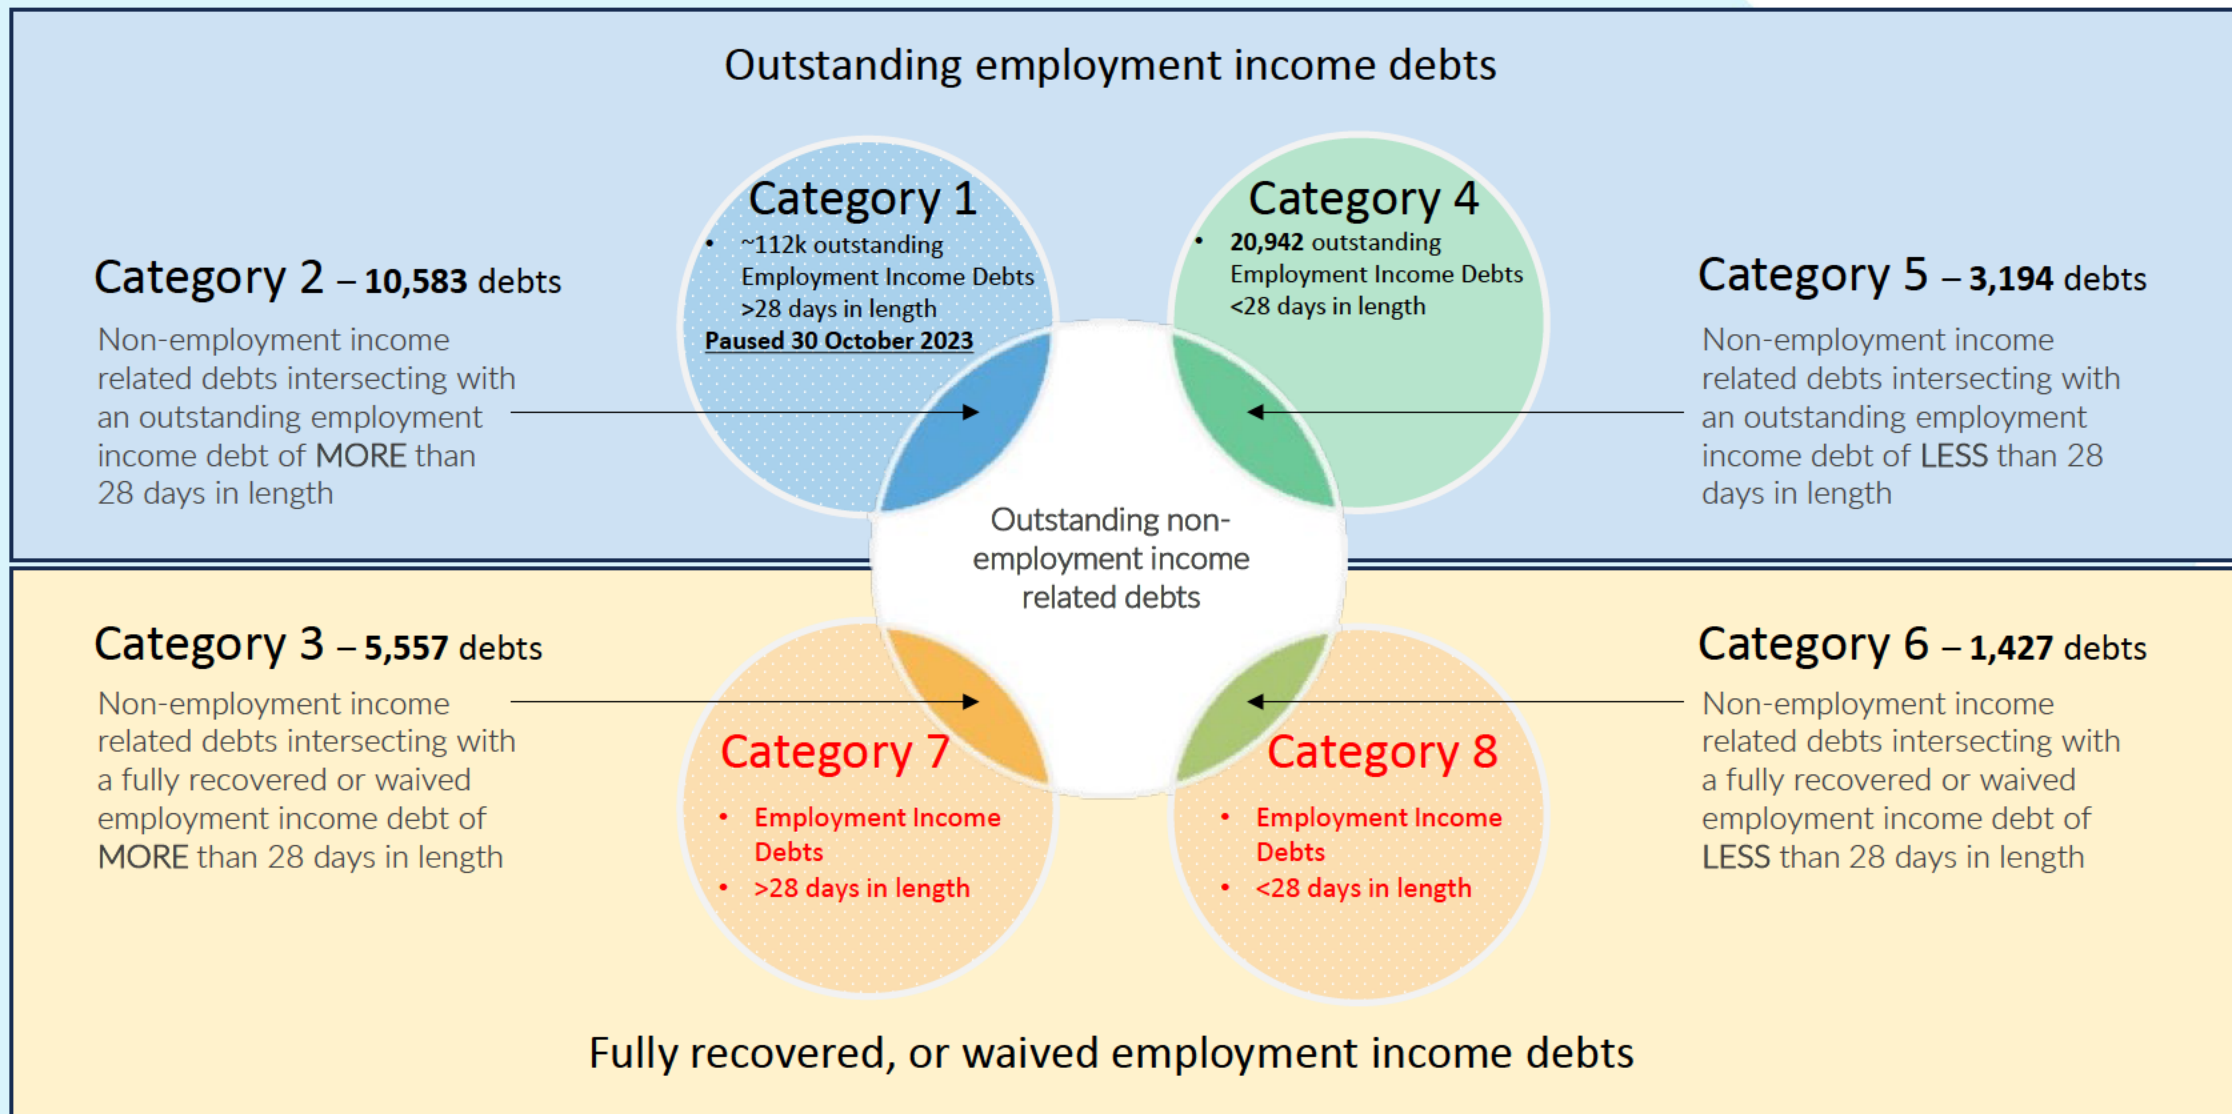 Outstanding employment income debts
Category 1
• ~112k outstanding
Employment Income Debts
>28 days in length
Paused 30 October 2023
Category 4
• 20,942 outstanding
Employment Income Debts
<28 days in length
Category 2 – 10,583 debts
Non-employment income
related debts intersecting with
an outstanding employment
income debt of MORE than
28 days in length
Category 5 – 3,194 debts
Non-employment income
related debts intersecting with
an outstanding employment
income debt of LESS than 28
days in length
Outstanding non-
employment income
related debts
Category 3 – 5,557 debts
Non-employment income
related debts intersecting with
a fully recovered or waived
employment income debt of
MORE than 28 days in length
Category 7
• Employment Income
Debts
• >28 days in length
Category 8
• Employment Income
Debts
• <28 days in length
Category 6 – 1,427 debts
Non-employment income
related debts intersecting with
a fully recovered or waived
employment income debt of
LESS than 28 days in length
Fully recovered, or waived employment income debts